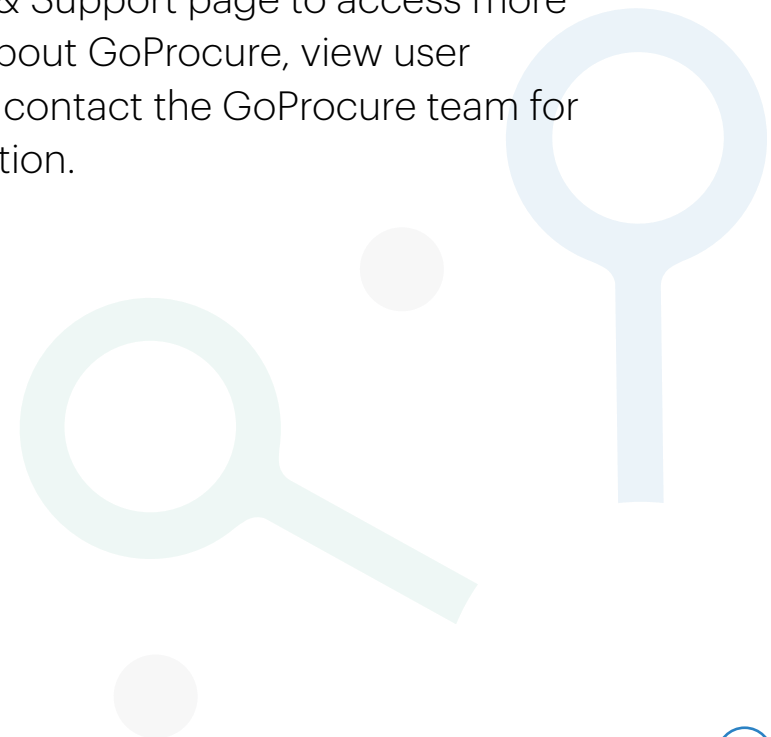 & Support page to access more
bout GoProcure, view user
contact the GoProcure team for
tion.